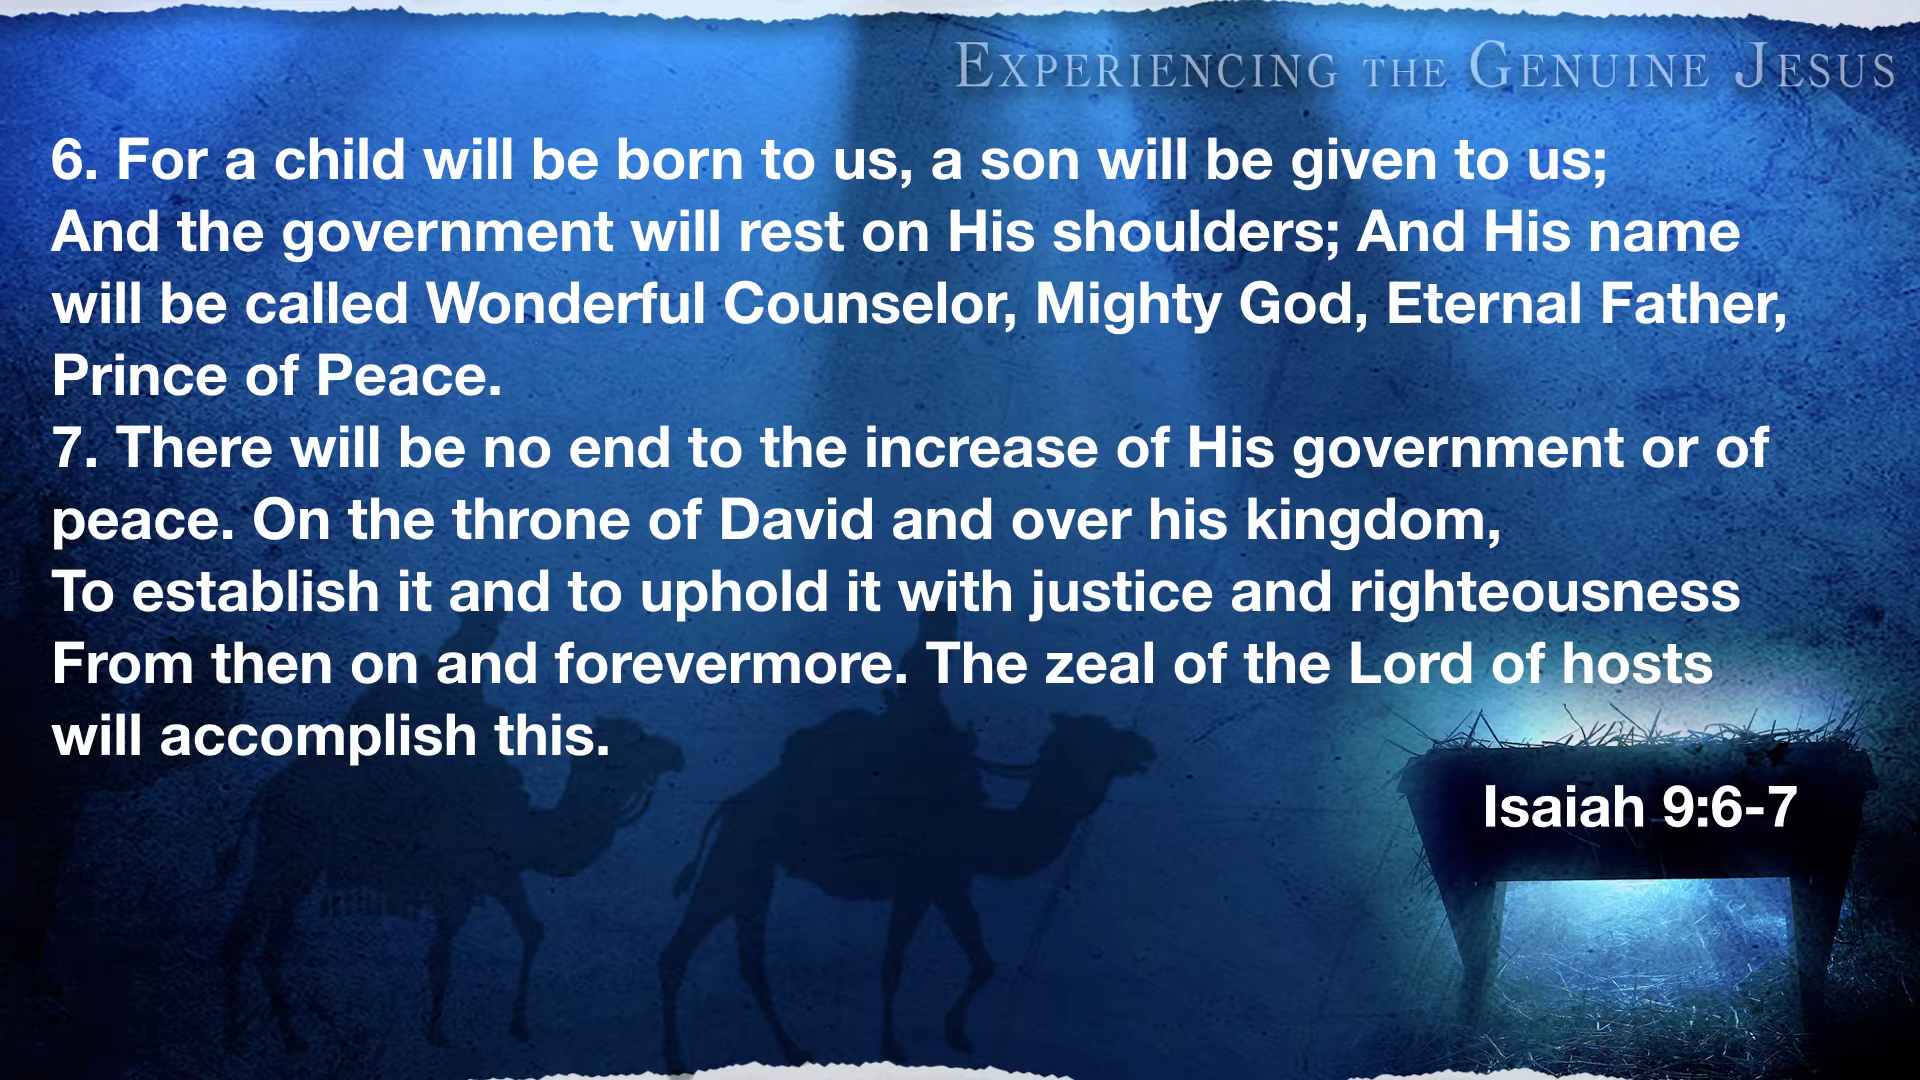 Experiencing the Genuine Jesus
6. For a child will be born to us, a son will be given to us;
And the government will rest on His shoulders; And His name
will be called Wonderful Counselor, Mighty God, Eternal Father,
Prince of Peace.
7. There will be no end to the increase of His government or of
peace. On the throne of David and over his kingdom,
To establish it and to uphold it with justice and righteousness
From then on and forevermore. The zeal of the Lord of hosts
will accomplish this.
Isaiah 9:6-7